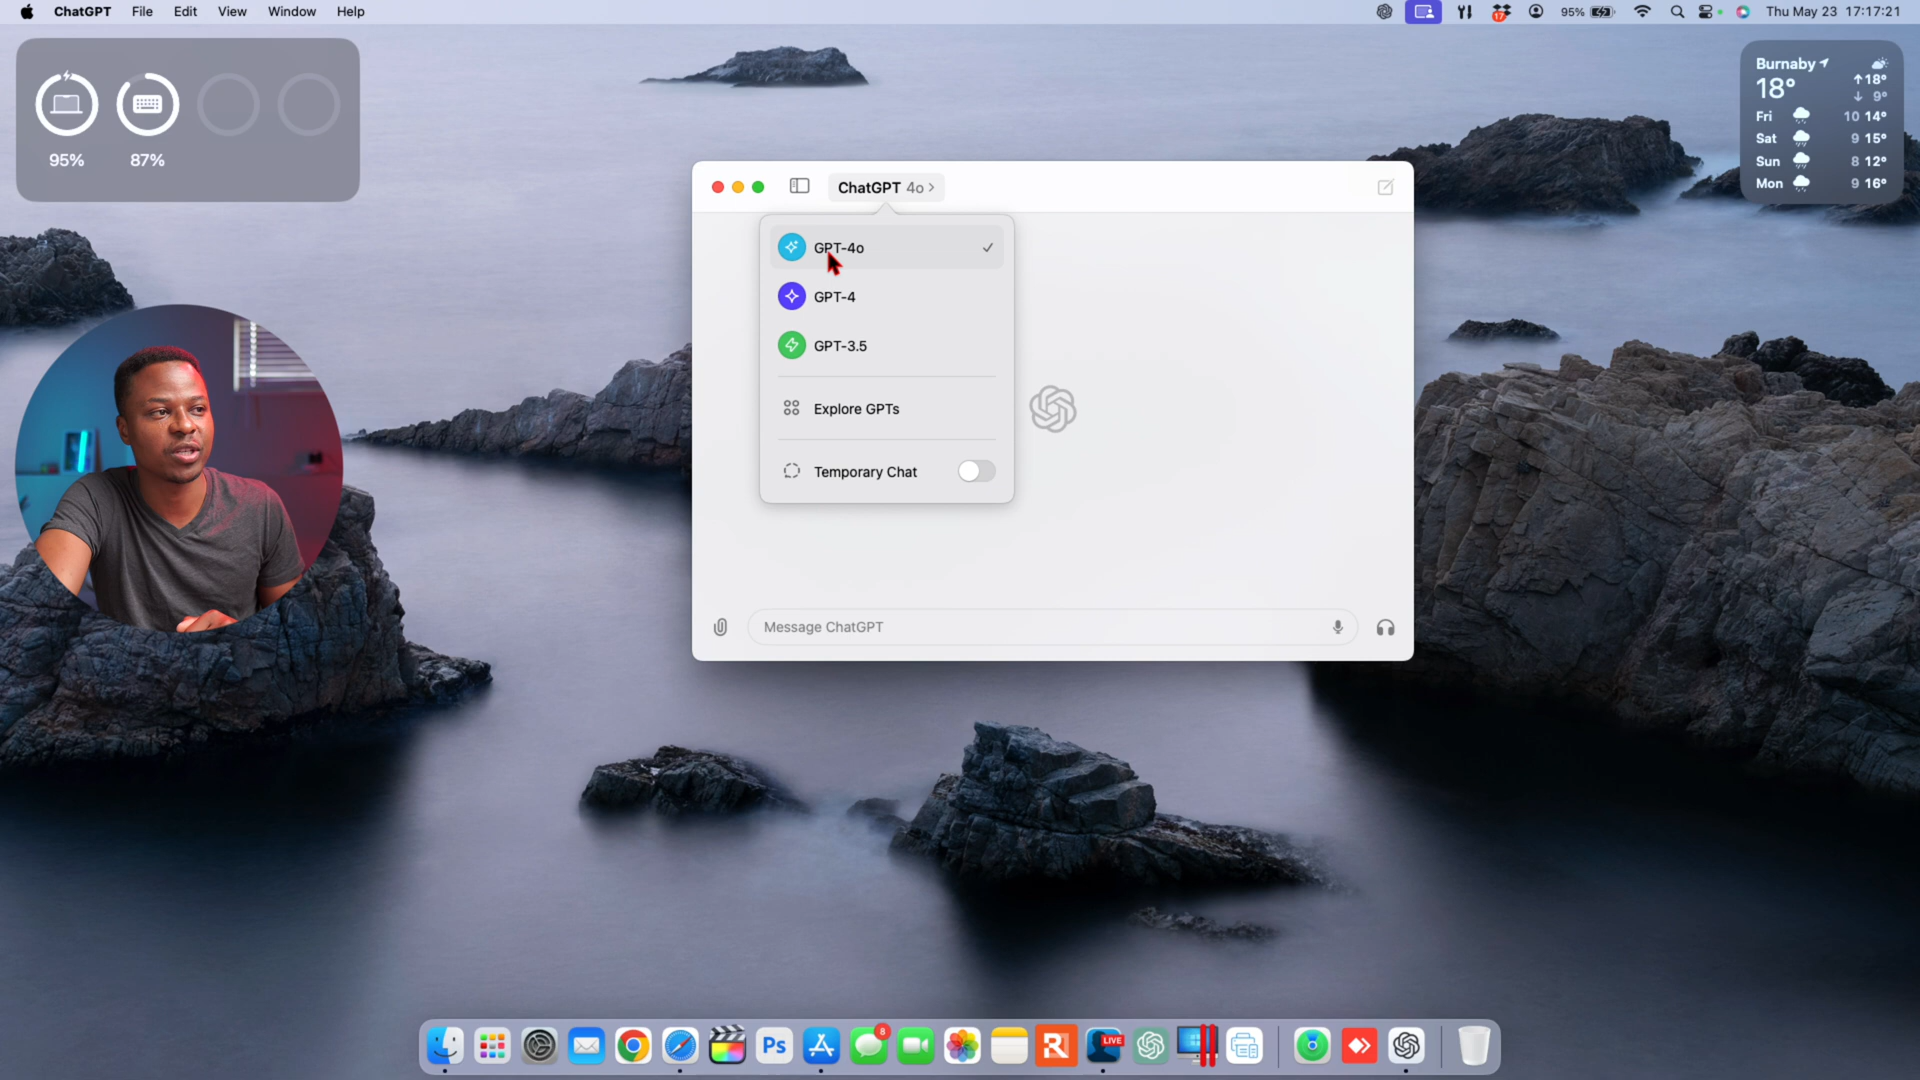 ChatGPT File Edit View Window Help
17 95% Thu May 23 17:17:21
95% 87%
Burnaby
18° ↑18°
↓ 9°
Fri 10 14°
Sat 9 15°
Sun 8 12°
Mon 9 16°
ChatGPT 4o >
GPT-4o
GPT-4
GPT-3.5
Explore GPTs
Temporary Chat
Message ChatGPT
Ps 8 R LIVE